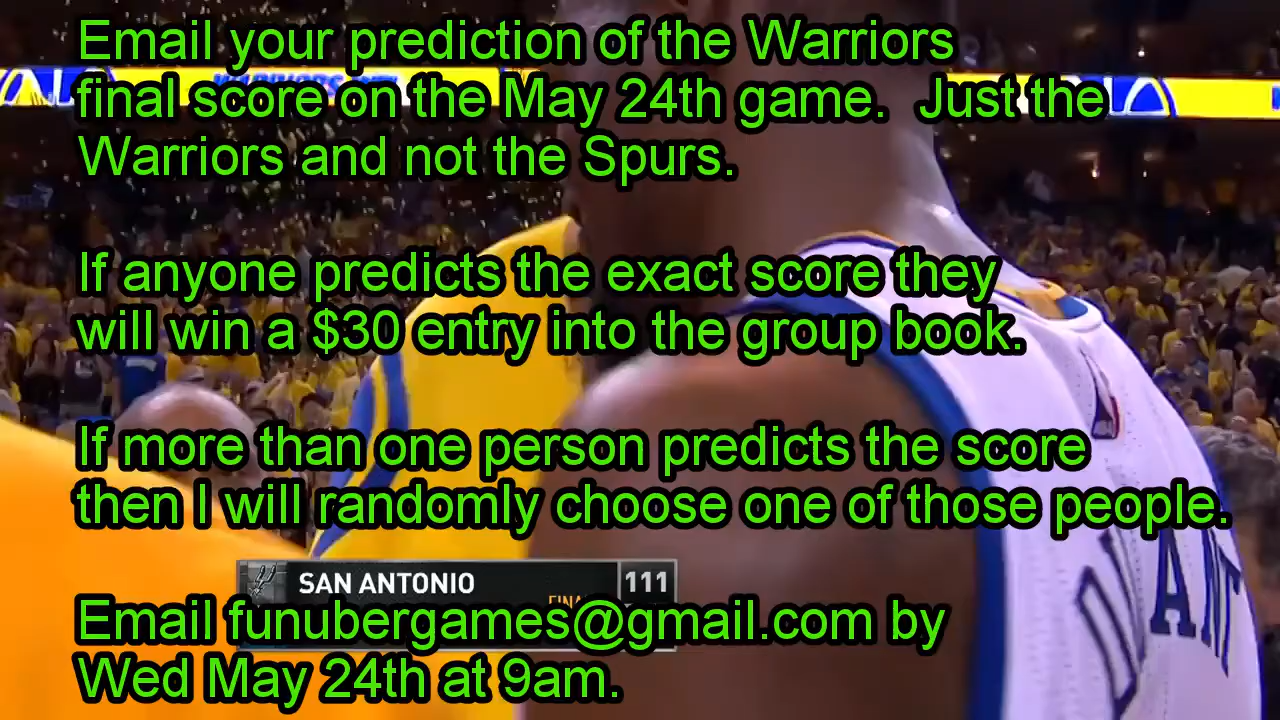 Email your prediction of the Warriors
final score on the May 24th game.  Just the
Warriors and not the Spurs.
If anyone predicts the exact score they
will win a $30 entry into the group book.
If more than one person predicts the score
then I will randomly choose one of those people.
SAN ANTONIO 111
Email funubergames@gmail.com by
Wed May 24th at 9am.